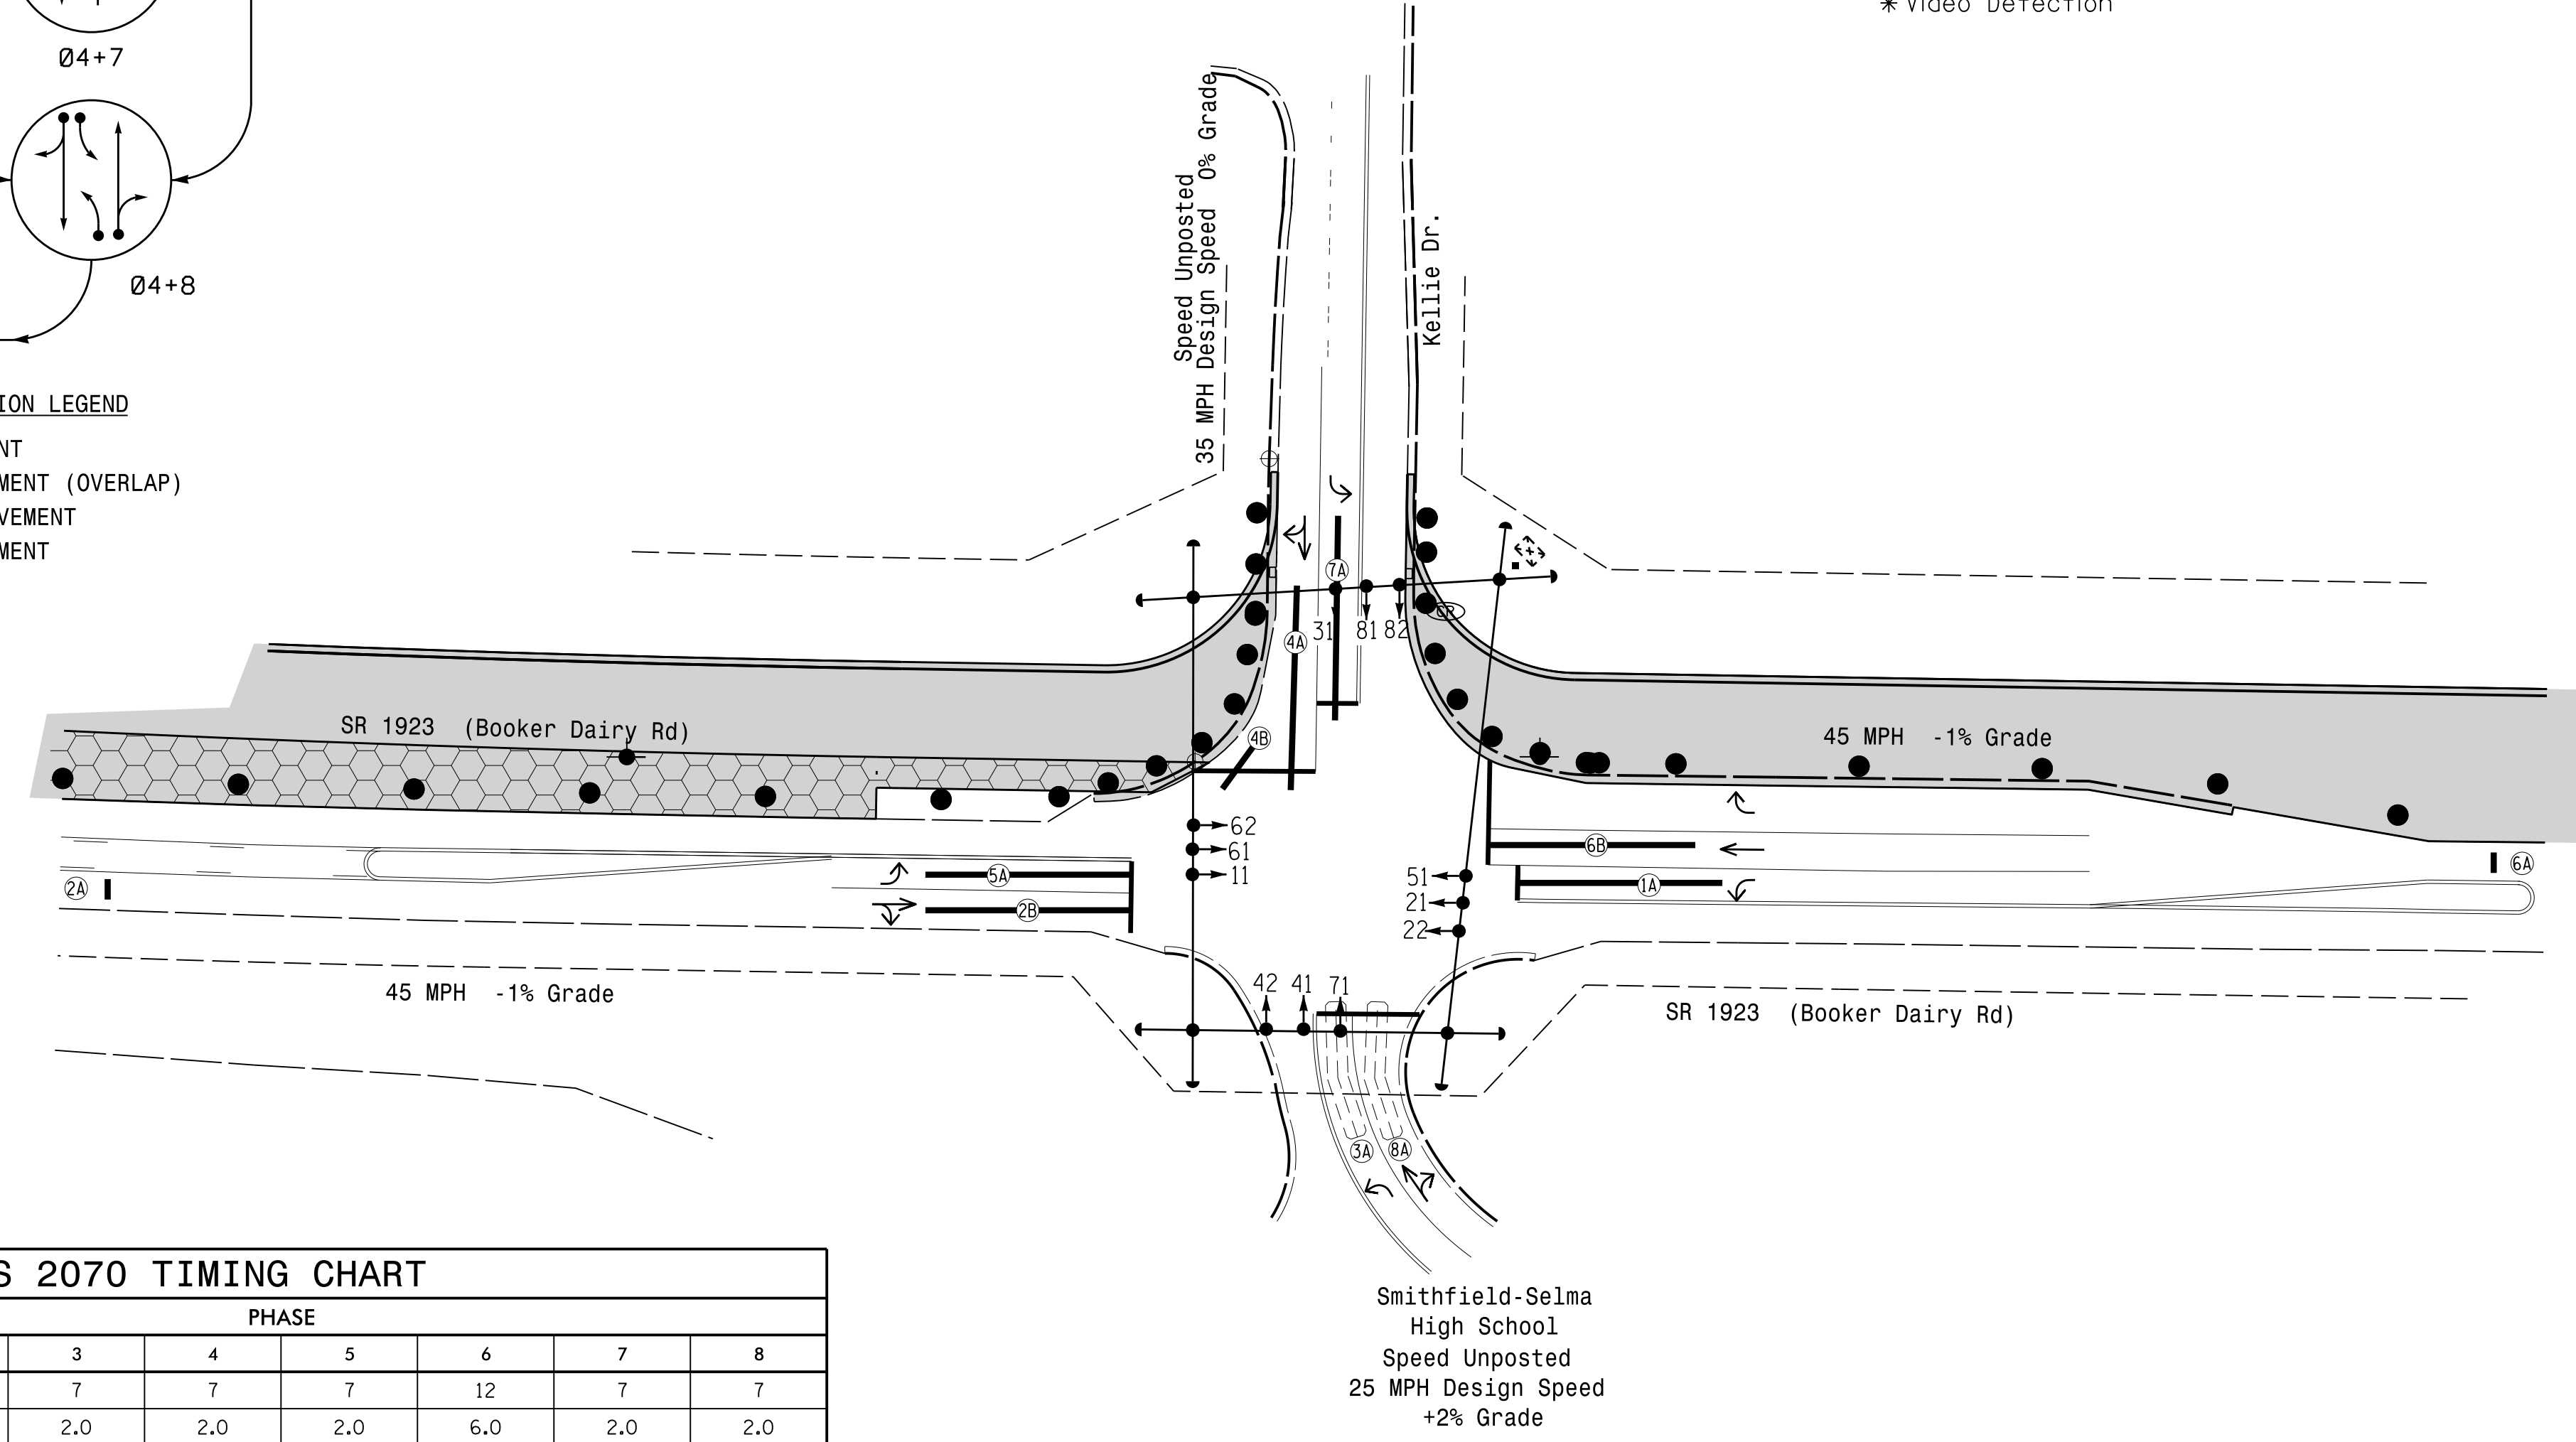 * Video Detection
Ø4+7
Ø4+8
ION LEGEND
NT
MENT (OVERLAP)
VEMENT
MENT
Speed Unposted
35 MPH Design Speed 0% Grade
Kellie Dr.
7A
4A
31
81
82
CP
4B
SR 1923 (Booker Dairy Rd)
45 MPH -1% Grade
62
61
11
6B
6A
2A
5A
51
1A
21
2B
22
42
41
71
45 MPH -1% Grade
SR 1923 (Booker Dairy Rd)
3A
8A
Smithfield-Selma
High School
Speed Unposted
25 MPH Design Speed
+2% Grade
S 2070 TIMING CHART
PHASE
3 4 5 6 7 8
7 7 7 12 7 7
2.0 2.0 2.0 6.0 2.0 2.0